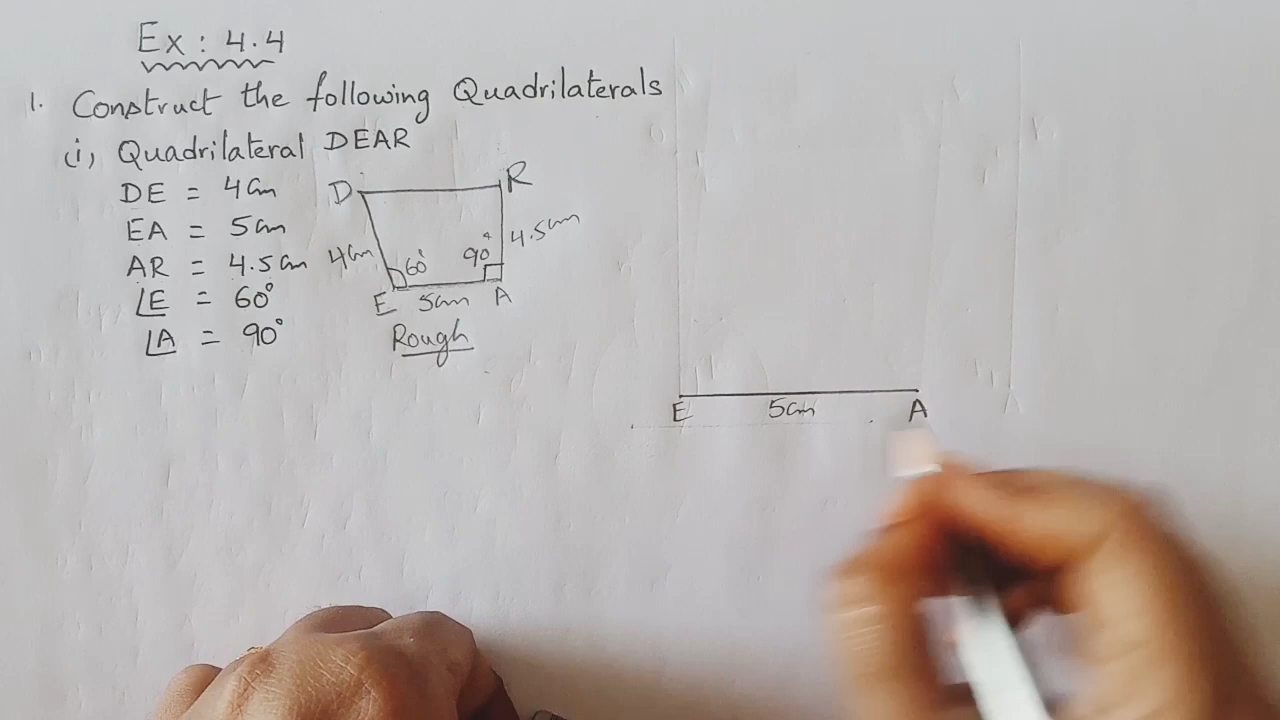 Ex : 4.4
1. Construct the following Quadrilaterals
(i) Quadrilateral DEAR
DE = 4cm
EA = 5cm
AR = 4.5cm
∠E = 60°
∠A = 90°
D R
4cm 60° 90° 4.5cm
E 5cm A
Rough
E 5cm A